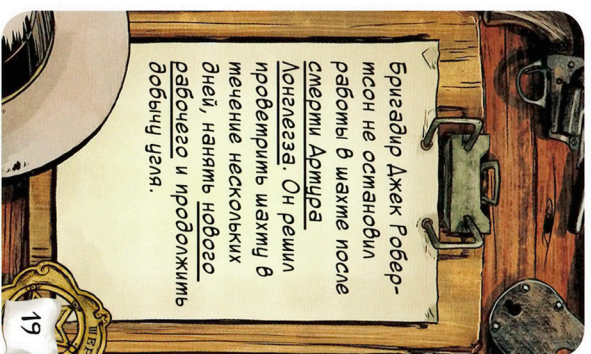 Бригадир Джек Робер-
тсон не остановил
работы в шахте после
смерти Артура
Лонглегза. Он решил
проветрить шахту в
течение нескольких
дней, нанять нового
рабочего и продолжить
добычу угля.
19